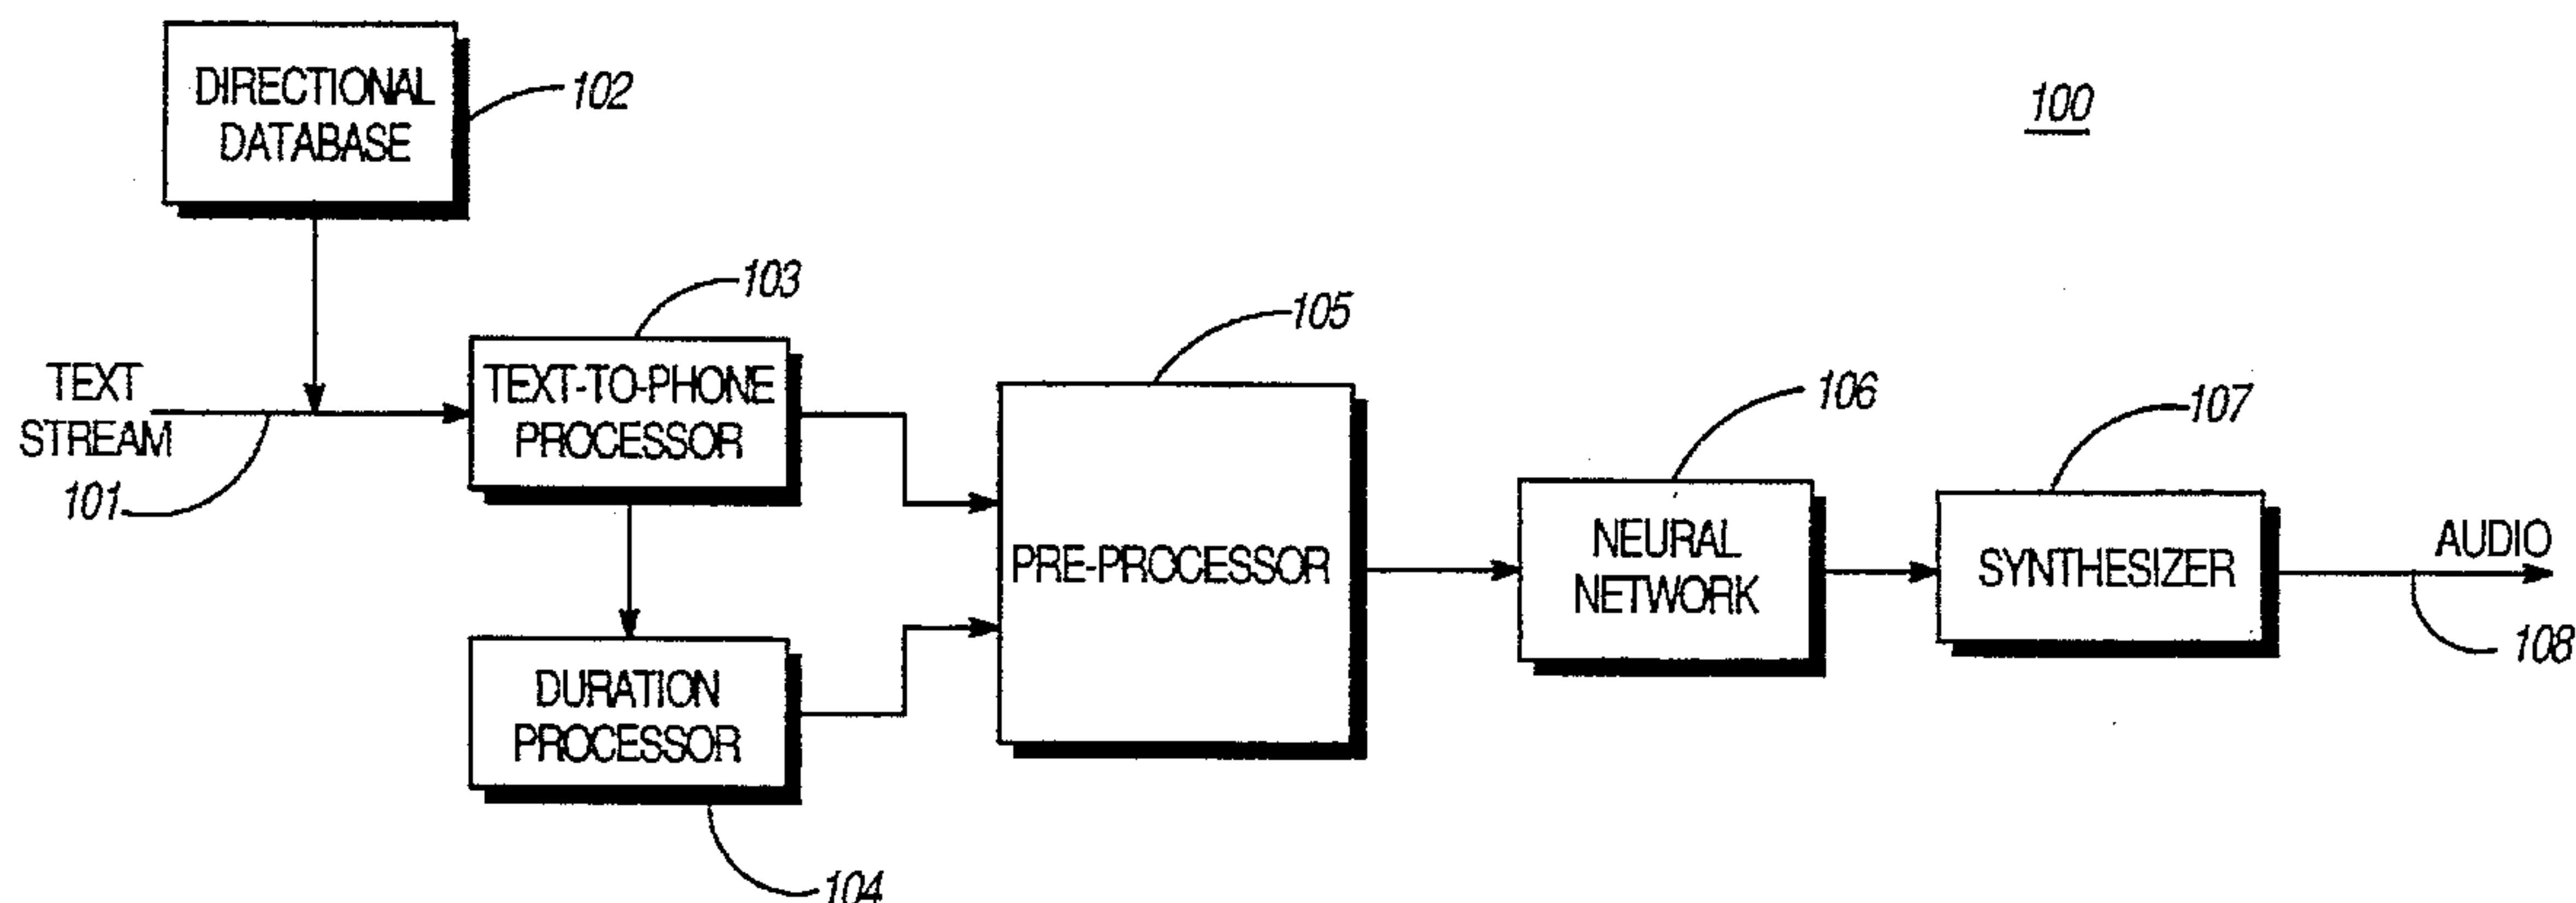 DIRECTIONAL
DATABASE
102
100
103
105
TEXT
STREAM
101
TEXT-TO-PHONE
PROCESSOR
106
107
PRE-PROCESSOR
NEURAL
NETWORK
SYNTHESIZER
AUDIO
108
DURATION
PROCESSOR
104